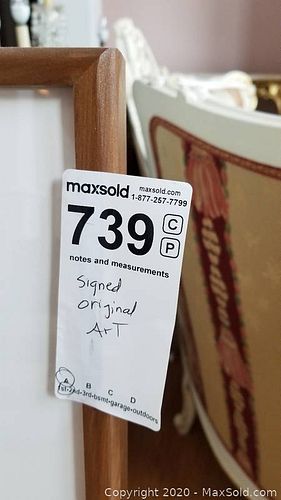 maxsold maxsold.com
1-877-257-7799
739 C
P
notes and measurements
Signed
original
ArT
A B C D
1st-2nd-3rd-bsmt-garage-outdoors
Copyright © 2020 - MaxSold.com